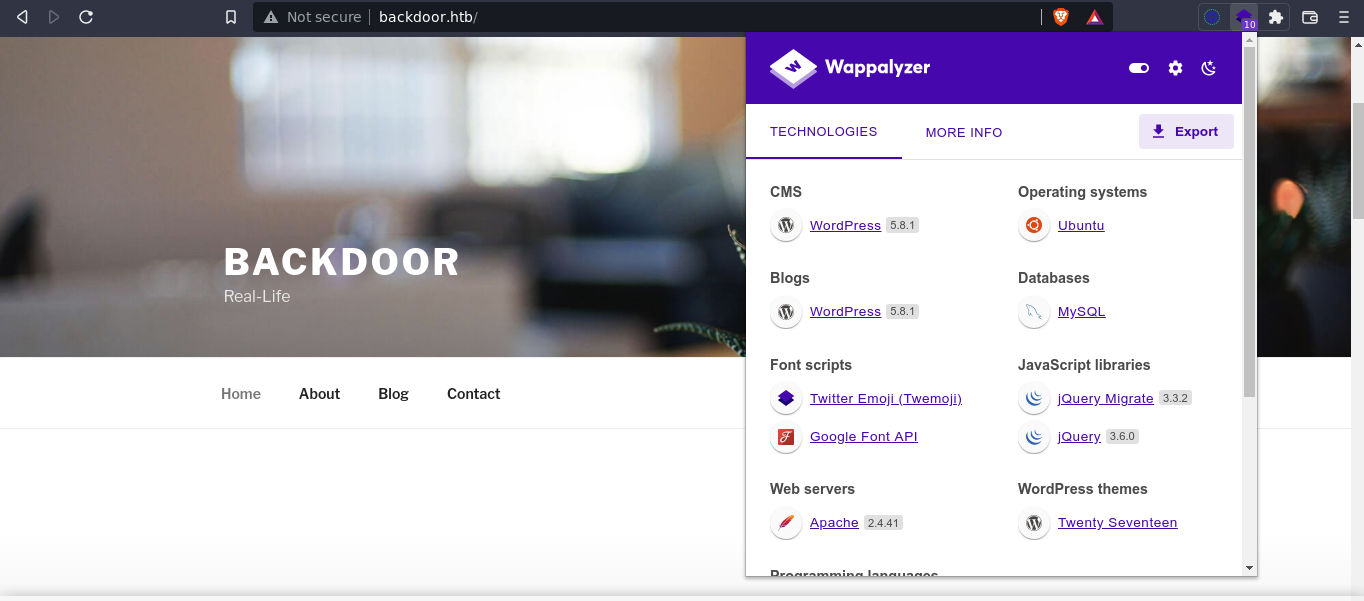 Not secure backdoor.htb/
10
Wappalyzer
TECHNOLOGIES MORE INFO Export
CMS
WordPress 5.8.1
Operating systems
Ubuntu
Blogs
WordPress 5.8.1
Databases
MySQL
Font scripts
Twitter Emoji (Twemoji)
Google Font API
JavaScript libraries
jQuery Migrate 3.3.2
jQuery 3.6.0
Web servers
Apache 2.4.41
WordPress themes
Twenty Seventeen
Programming languages
BACKDOOR
Real-Life
Home About Blog Contact